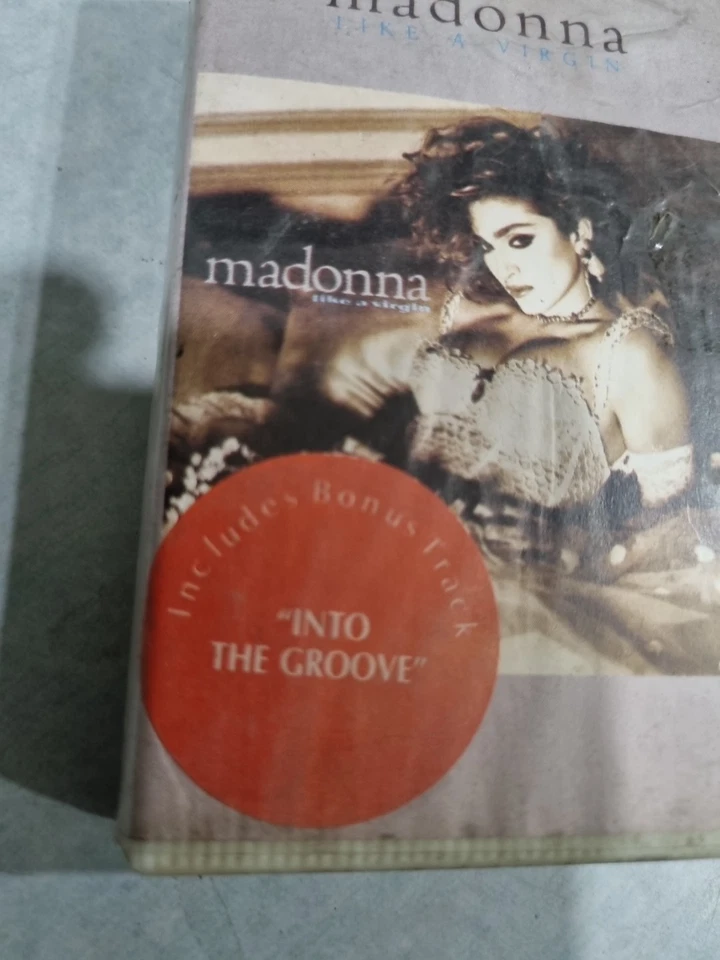 madonna
LIKE A VIRGIN
madonna
like a virgin
Includes Bonus Track
"INTO
THE GROOVE"